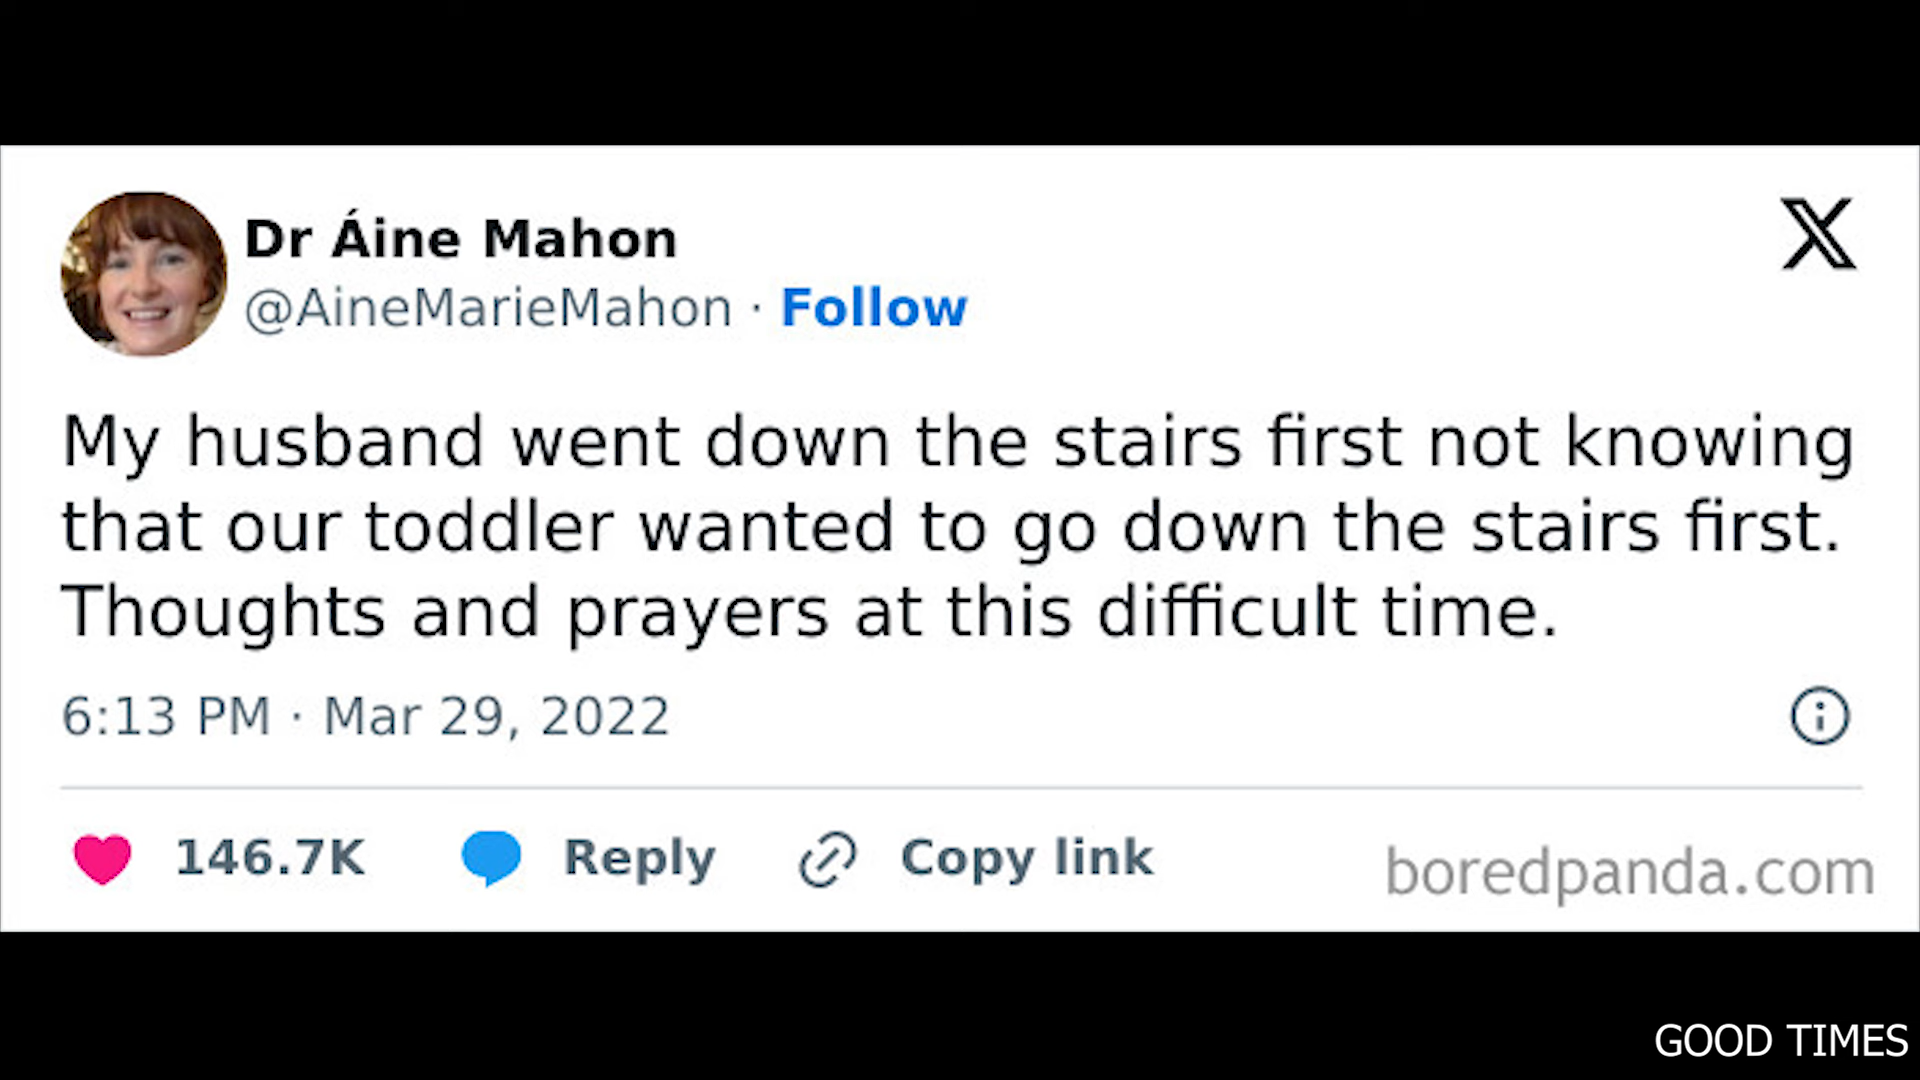 Dr Áine Mahon
@AineMarieMahon · Follow
My husband went down the stairs first not knowing
that our toddler wanted to go down the stairs first.
Thoughts and prayers at this difficult time.
6:13 PM · Mar 29, 2022
146.7K Reply Copy link
boredpanda.com
GOOD TIMES